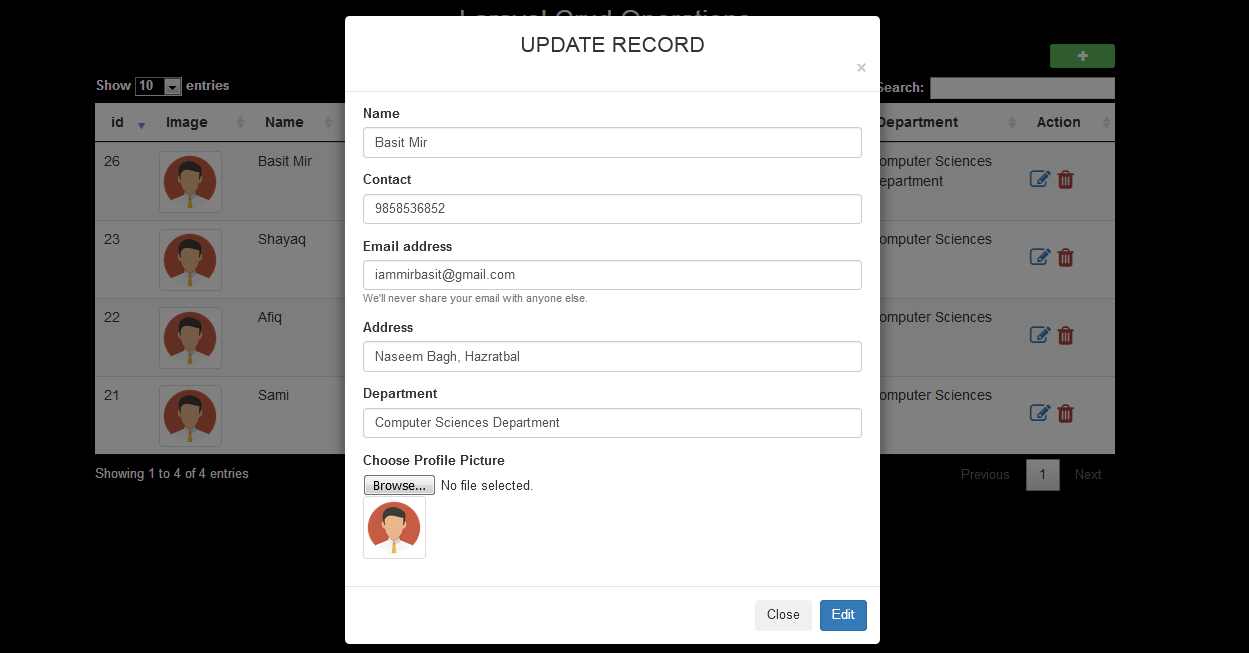 Laravel Crud Operations
UPDATE RECORD
×
Show 10 entries
Search:
id Image Name Department Action
26 Basit Mir omputer Sciences
epartment
23 Shayaq omputer Sciences
22 Afiq omputer Sciences
21 Sami omputer Sciences
Showing 1 to 4 of 4 entries
Previous 1 Next
Name
Basit Mir
Contact
9858536852
Email address
iammirbasit@gmail.com
We'll never share your email with anyone else.
Address
Naseem Bagh, Hazratbal
Department
Computer Sciences Department
Choose Profile Picture
Browse... No file selected.
Close Edit